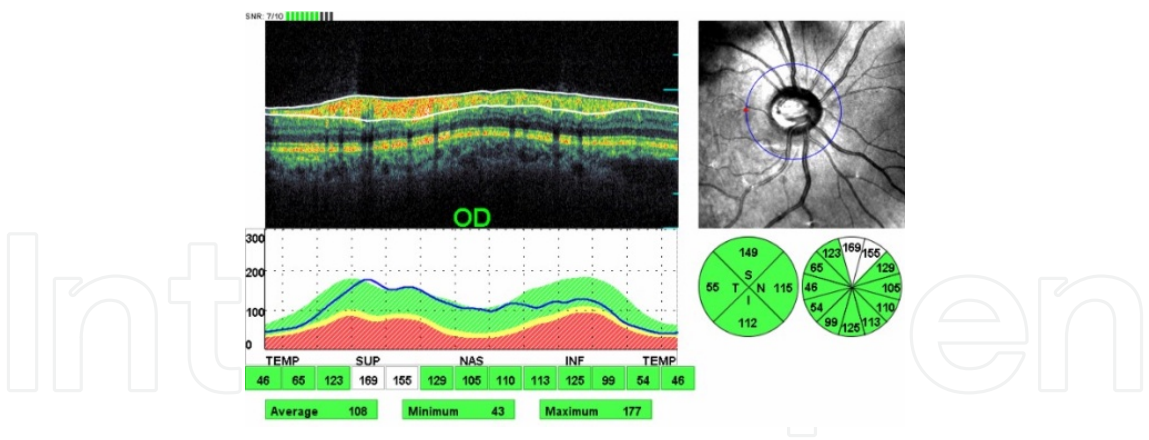 SNR: 7/10
OD
300
200
100
0
TEMP SUP NAS INF TEMP
46 65 123 169 155 129 105 110 113 125 99 54 46
Average 108 Minimum 43 Maximum 177
149
S
55 T N 115
I
112
169
123 155
65 129
46 105
54 110
99 113
125
Inte en